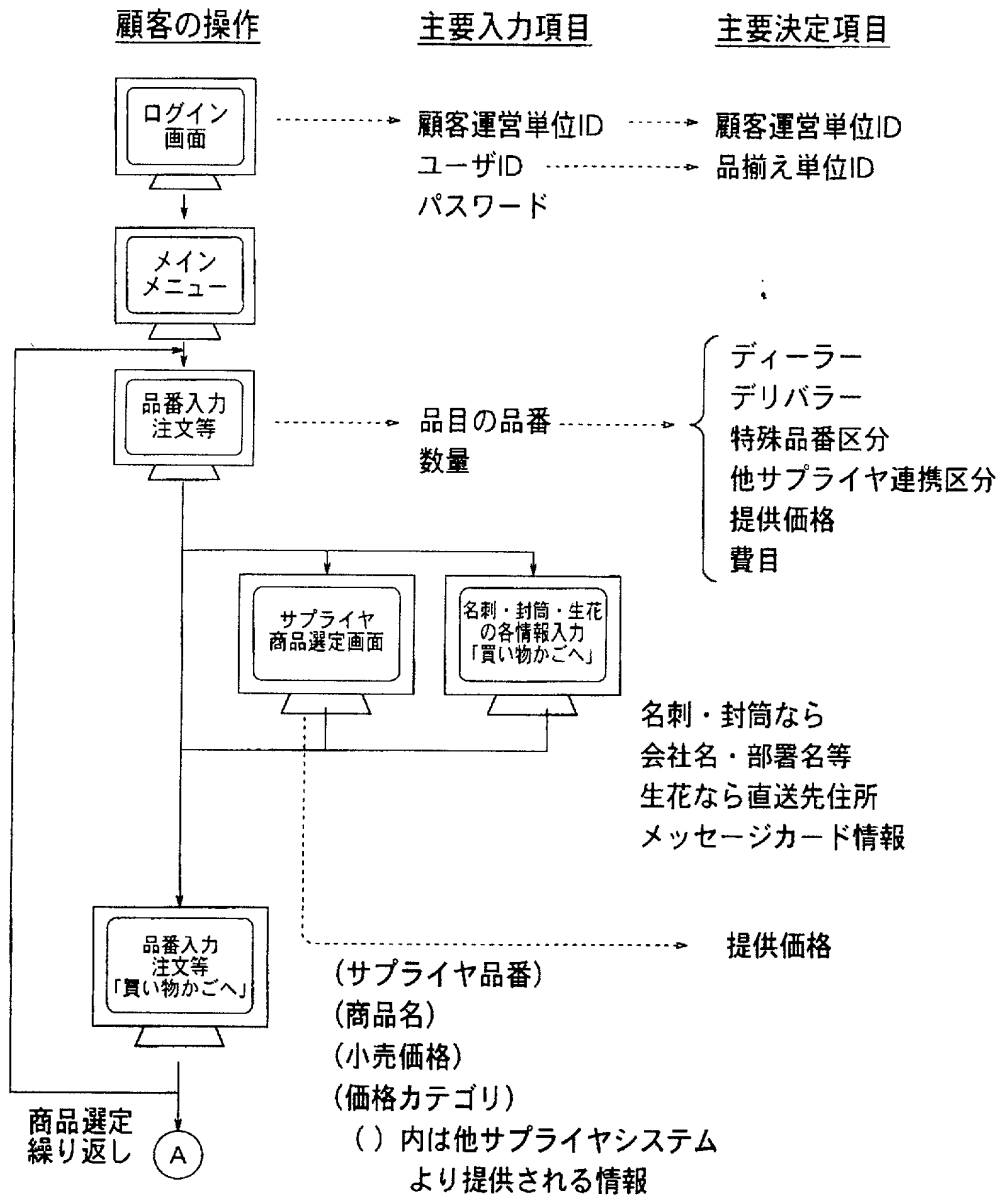 顧客の操作
主要入力項目
主要決定項目
ログイン
画面
顧客運営単位ID
顧客運営単位ID
ユーザID
品揃え単位ID
パスワード
メイン
メニュー
品番入力
注文等
品目の品番
数量
ディーラー
デリバラー
特殊品番区分
他サプライヤ連携区分
提供価格
費目
サプライヤ
商品選定画面
名刺・封筒・生花
の各情報入力
「買い物かごへ」
名刺・封筒なら
会社名・部署名等
生花なら直送先住所
メッセージカード情報
品番入力
注文等
「買い物かごへ」
提供価格
(サプライヤ品番)
(商品名)
(小売価格)
(価格カテゴリ)
( ) 内は他サプライヤシステム
より提供される情報
商品選定
繰り返し
A